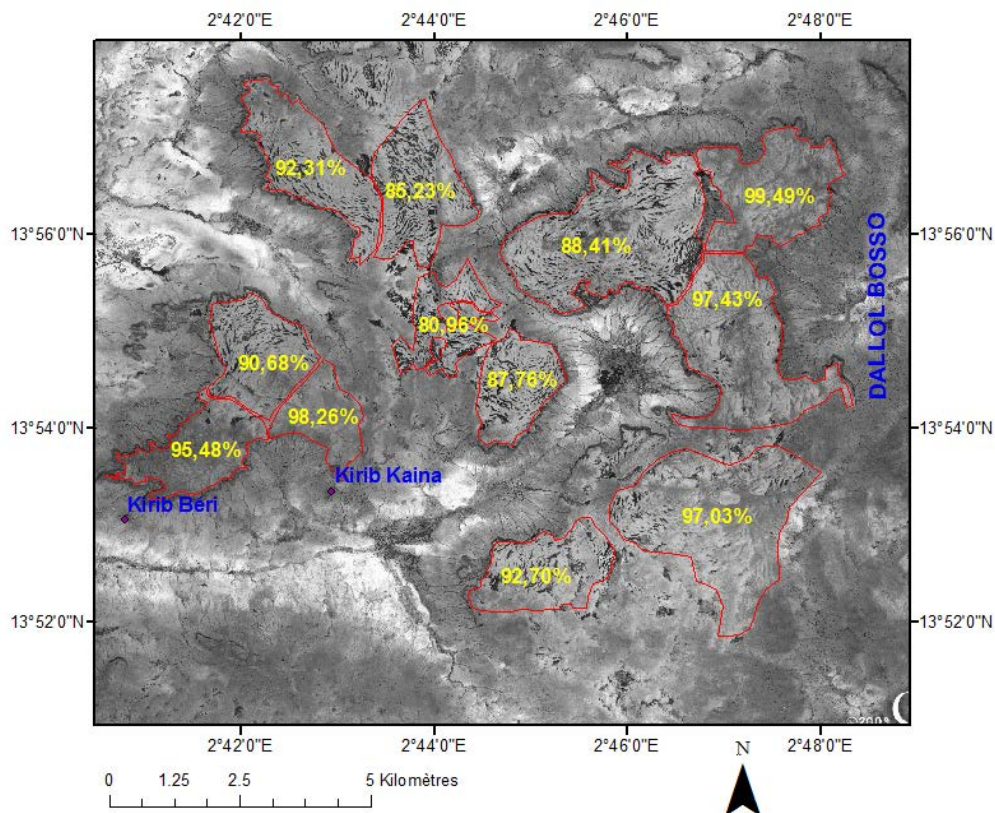 2°42'0"E 2°44'0"E 2°46'0"E 2°48'0"E
92,31%
85,23%
99,49%
13°56'0"N 13°56'0"N
88,41%
97,43%
DALLOL BOSSO
80,96%
90,68%
87,76%
98,26%
13°54'0"N 13°54'0"N
95,48%
Kirib Kaina
Kirib Béri
97,03%
92,70%
13°52'0"N 13°52'0"N
2°42'0"E 2°44'0"E 2°46'0"E 2°48'0"E
N
0 1.25 2.5 5 Kilomètres